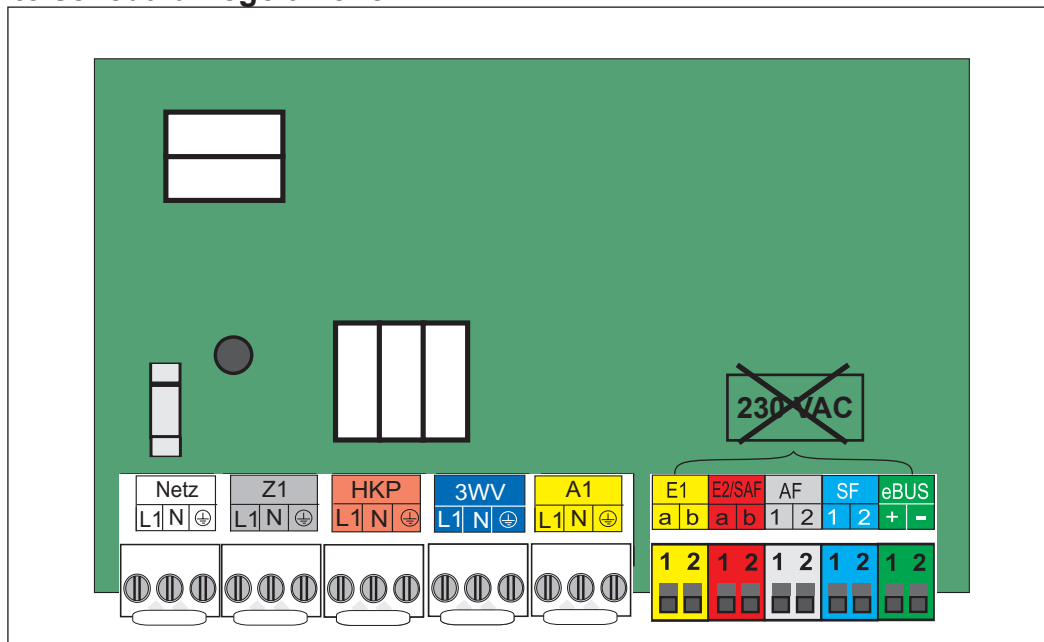 230 VAC
Netz Z1 HKP 3WV A1 E1 E2/SAF AF SF eBUS
L1 N L1 N L1 N L1 N L1 N a b a b 1 2 1 2 + -
1 2 1 2 1 2 1 2 1 2